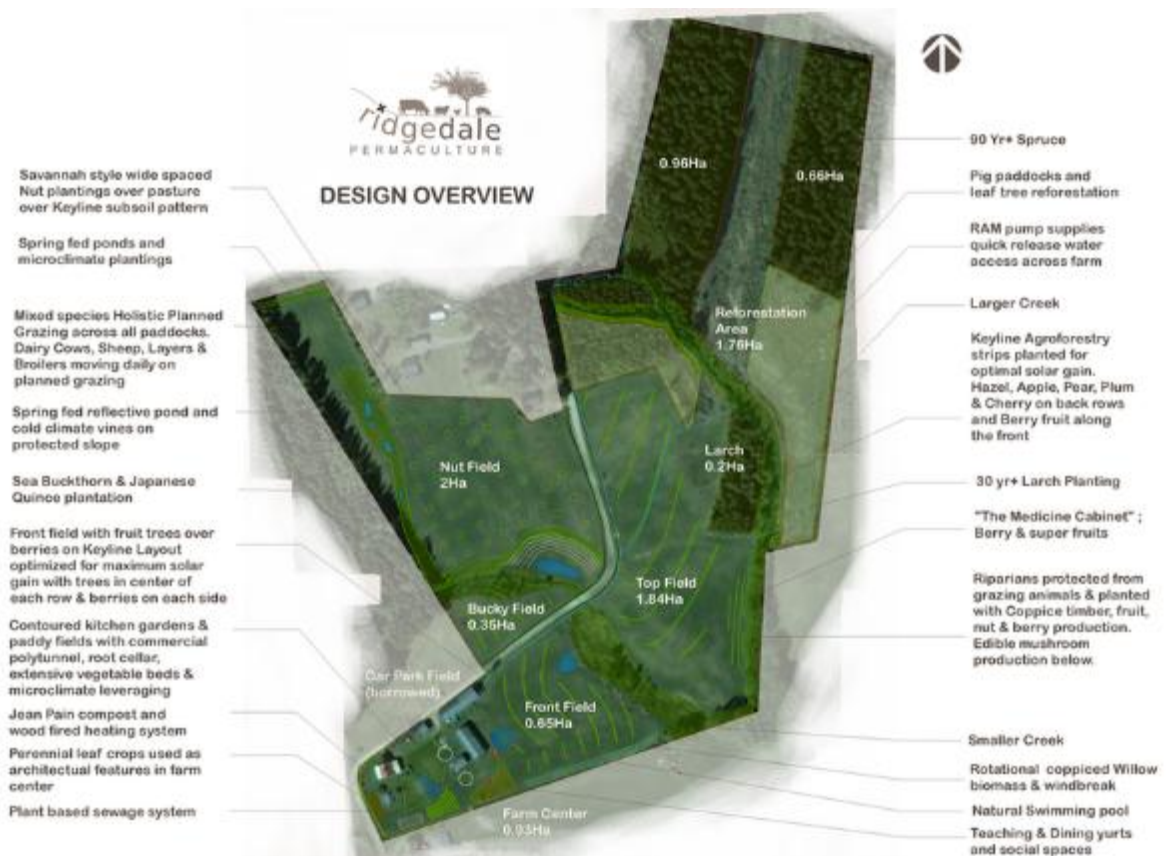 ridgedale
PERMACULTURE
DESIGN OVERVIEW
Savannah style wide spaced
Nut plantings over pasture
over Keyline subsoil pattern
Spring fed ponds and
microclimate plantings
Mixed species Holistic Planned
Grazing across all paddocks.
Dairy Cows, Sheep, Layers &
Broilers moving daily on
planned grazing
Spring fed reflective pond and
cold climate vines on
protected slope
Sea Buckthorn & Japanese
Quince plantation
Front field with fruit trees over
berries on Keyline Layout
optimized for maximum solar
gain with trees in center of
each row & berries on each side
Contoured kitchen gardens &
paddy fields with commercial
polytunnel, root cellar,
extensive vegetable beds &
microclimate leveraging
Jean Pain compost and
wood fired heating system
Perennial leaf crops used as
architectual features in farm
center
Plant based sewage system
0.96Ha
0.66Ha
Reforestation
Area
1.76Ha
Larch
0.2Ha
Nut Field
2Ha
Top Field
1.84Ha
Bucky Field
0.35Ha
Car Park Field
(borrowed)
Front Field
0.65Ha
Farm Center
90 Yr+ Spruce
Pig paddocks and
leaf tree reforestation
RAM pump supplies
quick release water
access across farm
Larger Creek
Keyline Agroforestry
strips planted for
optimal solar gain.
Hazel, Apple, Pear, Plum
& Cherry on back rows
and Berry fruit along
the front
30 yr+ Larch Planting
"The Medicine Cabinet" ;
Berry & super fruits
Riparians protected from
grazing animals & planted
with Coppice timber, fruit,
nut & berry production.
Edible mushroom
production below.
Smaller Creek
Rotational coppiced Willow
biomass & windbreak
Natural Swimming pool
Teaching & Dining yurts
and social spaces